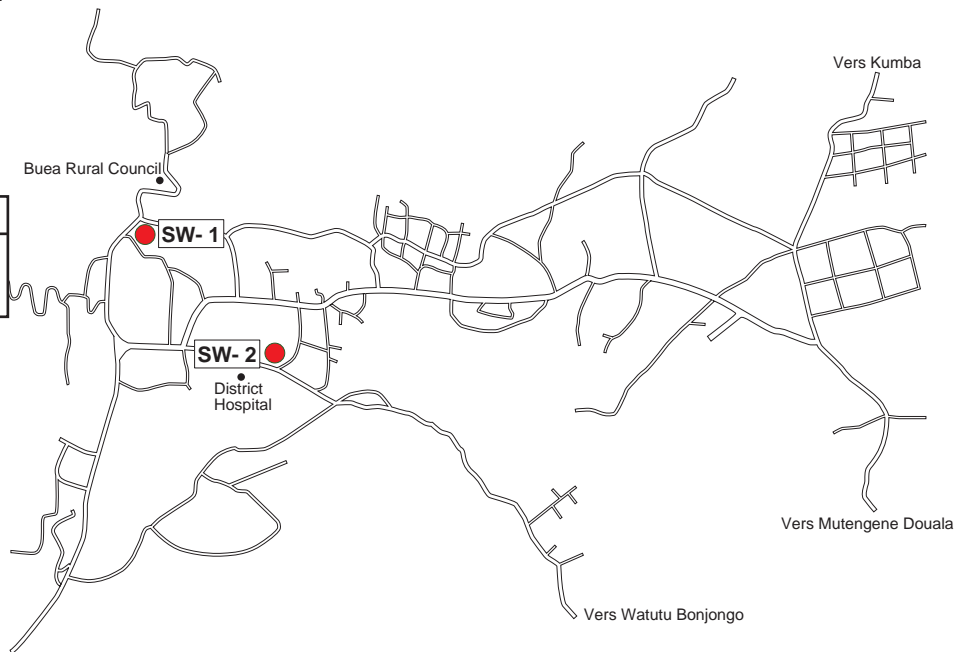 Vers Kumba
Buea Rural Council
SW- 1
SW- 2
District
Hospital
Vers Mutengene Douala
Vers Watutu Bonjongo